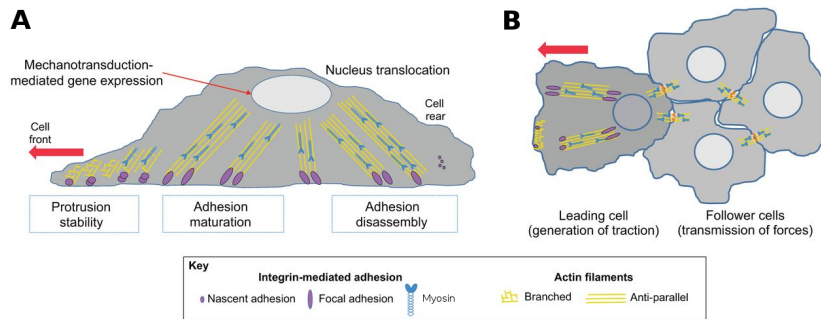 A
Mechanotransduction-
mediated gene expression
Nucleus translocation
Cell
front
Cell
rear
Protrusion
stability
Adhesion
maturation
Adhesion
disassembly
B
Leading cell
(generation of traction)
Follower cells
(transmission of forces)
Key
Integrin-mediated adhesion
Actin filaments
Nascent adhesion
Focal adhesion
Myosin
Branched
Anti-parallel